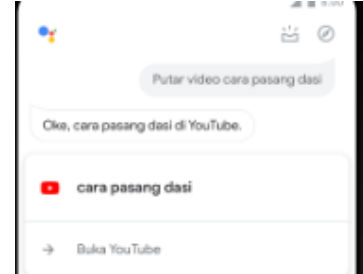 Putar video cara pasang dasi
Oke, cara pasang dasi di YouTube.
cara pasang dasi
Buka YouTube